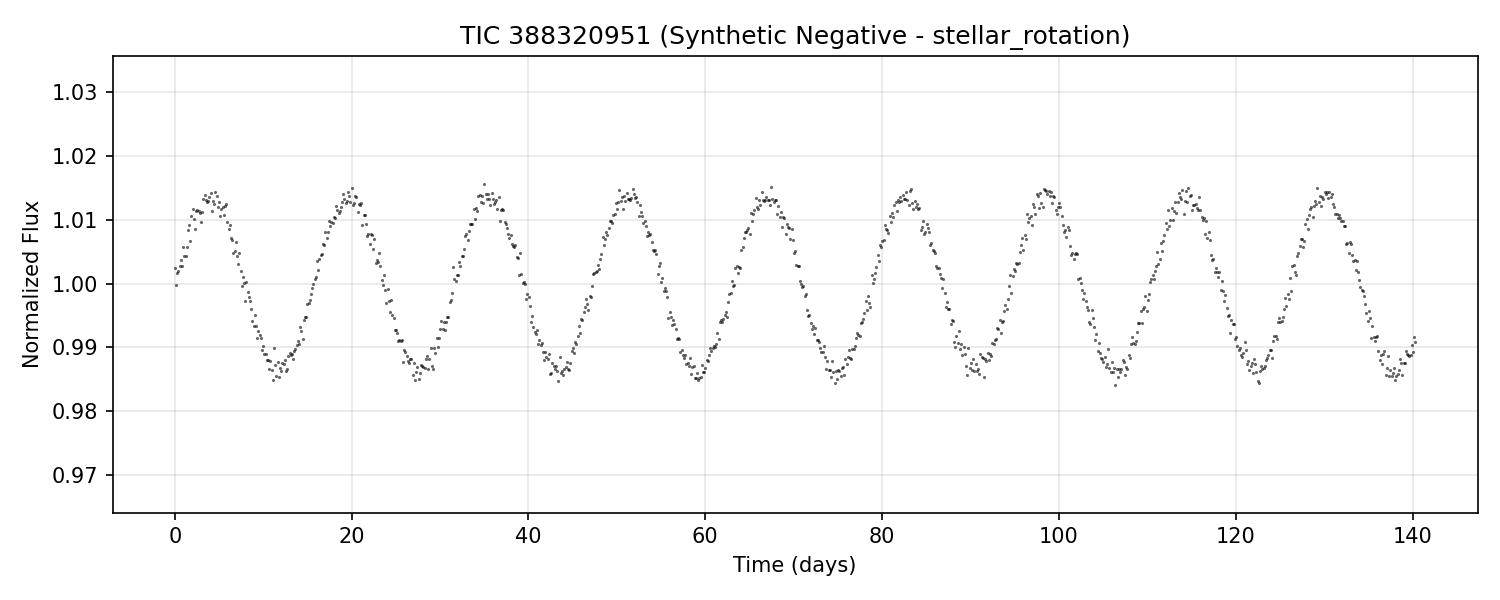 TIC 388320951 (Synthetic Negative - stellar_rotation)
1.03
1.02
1.01
1.00
0.99
0.98
0.97
Normalized Flux
0 20 40 60 80 100 120 140
Time (days)